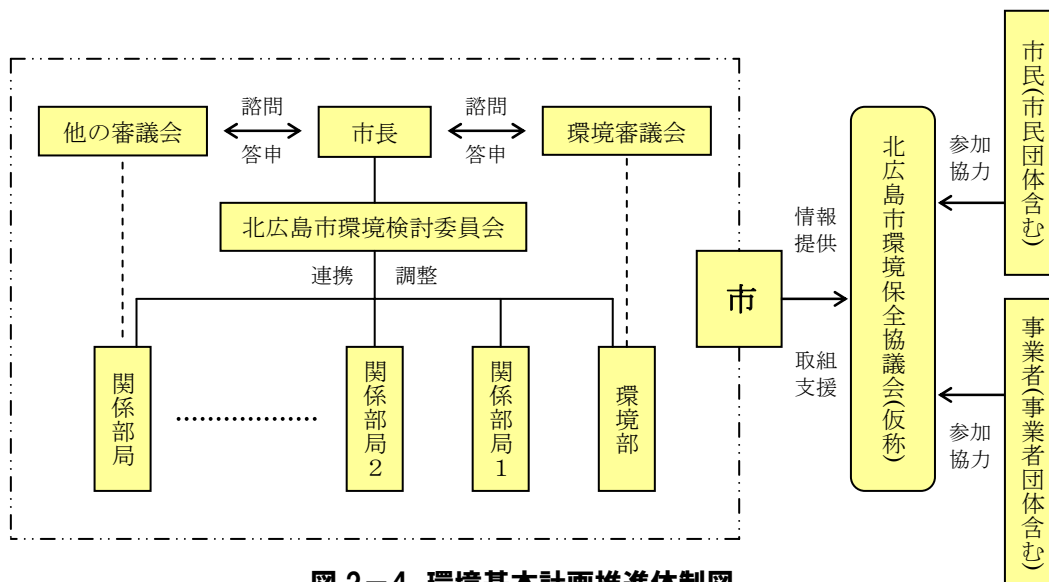 他の審議会
諮問
答申
市長
諮問
答申
環境審議会
北広島市環境検討委員会
連携
調整
関係部局
………………
関係部局2
関係部局1
環境部
市
情報
提供
取組
支援
北広島市環境保全協議会(仮称)
参加
協力
市民(市民団体含む)
参加
協力
事業者(事業者団体含む)
図 2－4 環境基本計画推進体制図